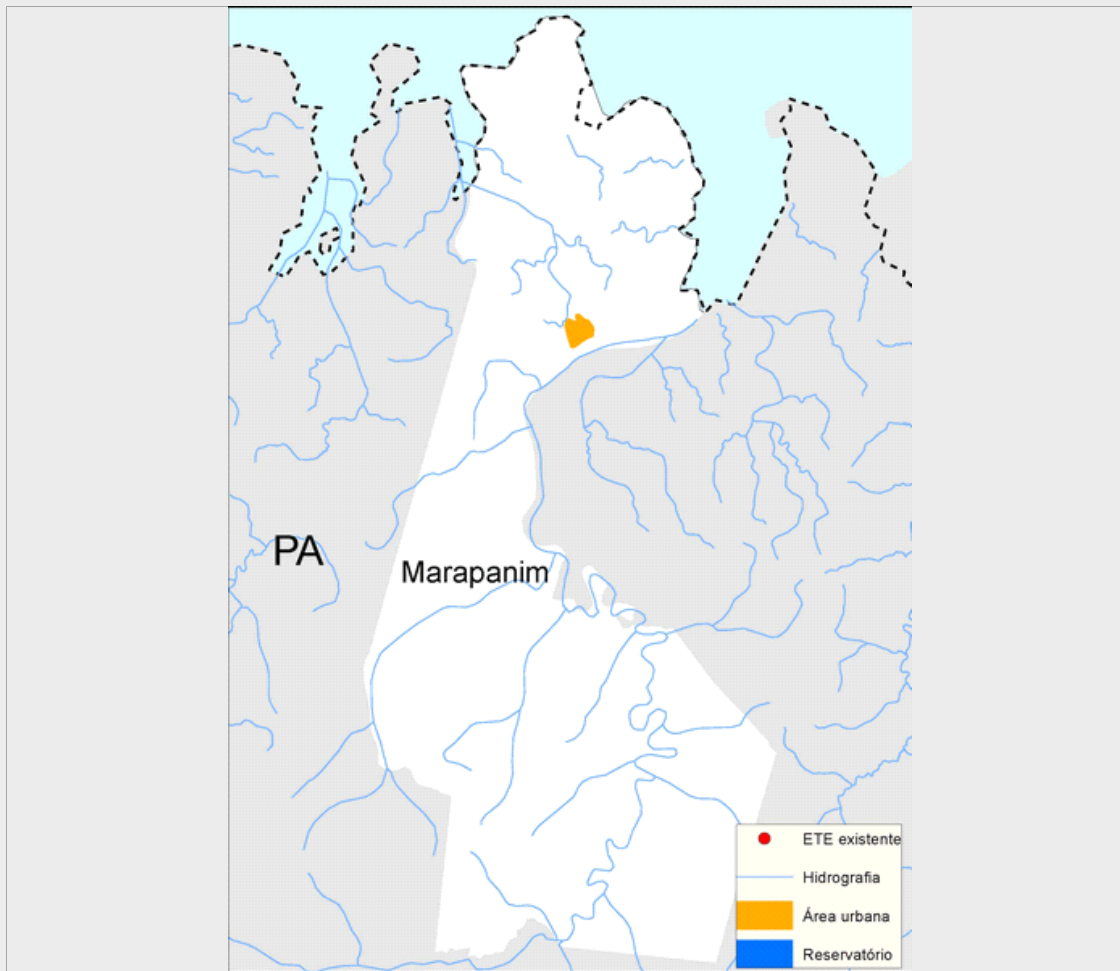 PA
Marapanim
ETE existente
Hidrografia
Área urbana
Reservatório